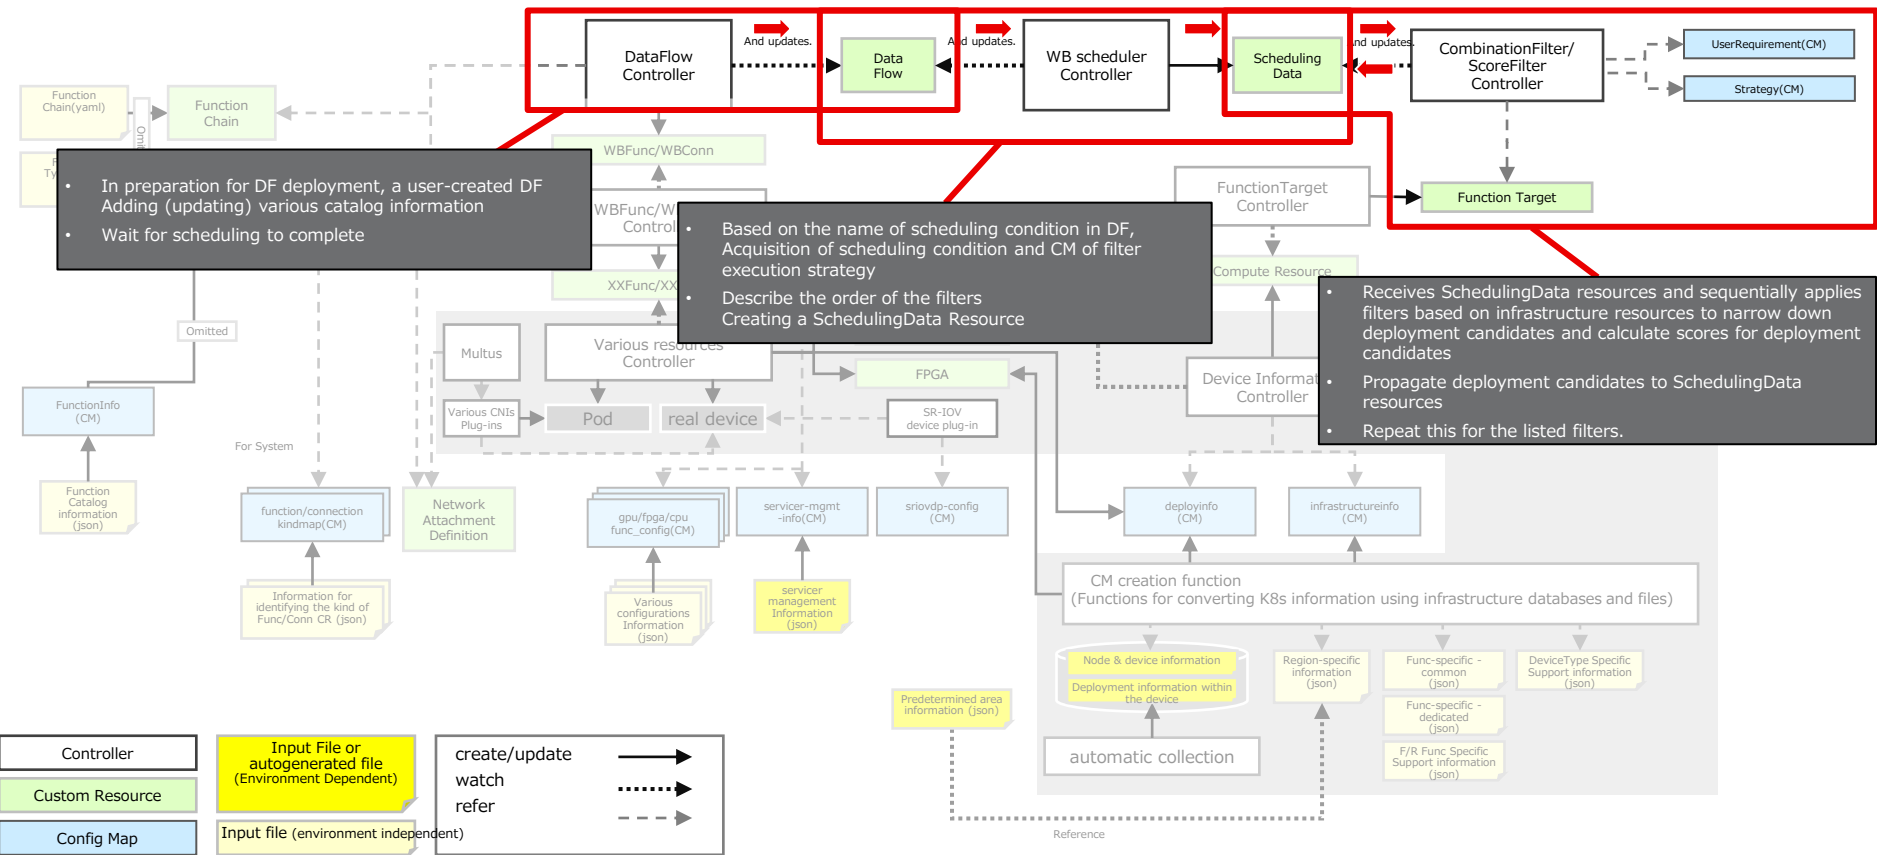 And updates.
And updates.
And updates.
DataFlow
Controller
Data
Flow
WB scheduler
Controller
Scheduling
Data
CombinationFilter/
ScoreFilter
Controller
UserRequirement(CM)
Strategy(CM)
Function
Chain(yaml)
Function
Chain
WBFunc/WBConn
Function Target
FunctionTarget
Controller
• In preparation for DF deployment, a user-created DF
Adding (updating) various catalog information
• Wait for scheduling to complete
• Based on the name of scheduling condition in DF,
Acquisition of scheduling condition and CM of filter
execution strategy
• Describe the order of the filters
Creating a SchedulingData Resource
Compute Resource
• Receives SchedulingData resources and sequentially applies
filters based on infrastructure resources to narrow down
deployment candidates and calculate scores for deployment
candidates
• Propagate deployment candidates to SchedulingData
resources
• Repeat this for the listed filters.
Omitted
Multus
Various resources
Controller
FPGA
Device
Controller
FunctionInfo
(CM)
Various CNIs
Plug-ins
Pod
real device
SR-IOV
device plug-in
For System
Function
Catalog
information
(json)
function/connection
kindmap(CM)
Network
Attachment
Definition
gpu/fpga/cpu
func_config(CM)
servicer-mgmt
-info(CM)
sriovdp-config
(CM)
deployinfo
(CM)
infrastructureinfo
(CM)
Information for
identifying the kind of
Func/Conn CR (json)
Various
configurations
Information
(json)
servicer
management
Information
(json)
CM creation function
(Functions for converting K8s information using infrastructure databases and files)
Node & device information
Deployment information within
the device
Region-specific
information
(json)
Func-specific -
common
(json)
DeviceType Specific
Support information
(json)
Predetermined area
information (json)
Func-specific -
dedicated
(json)
F/R Func Specific
Support information
(json)
automatic collection
Reference
Controller
Custom Resource
Config Map
Input File or
autogenerated file
(Environment Dependent)
Input file (environment independent)
create/update
watch
refer